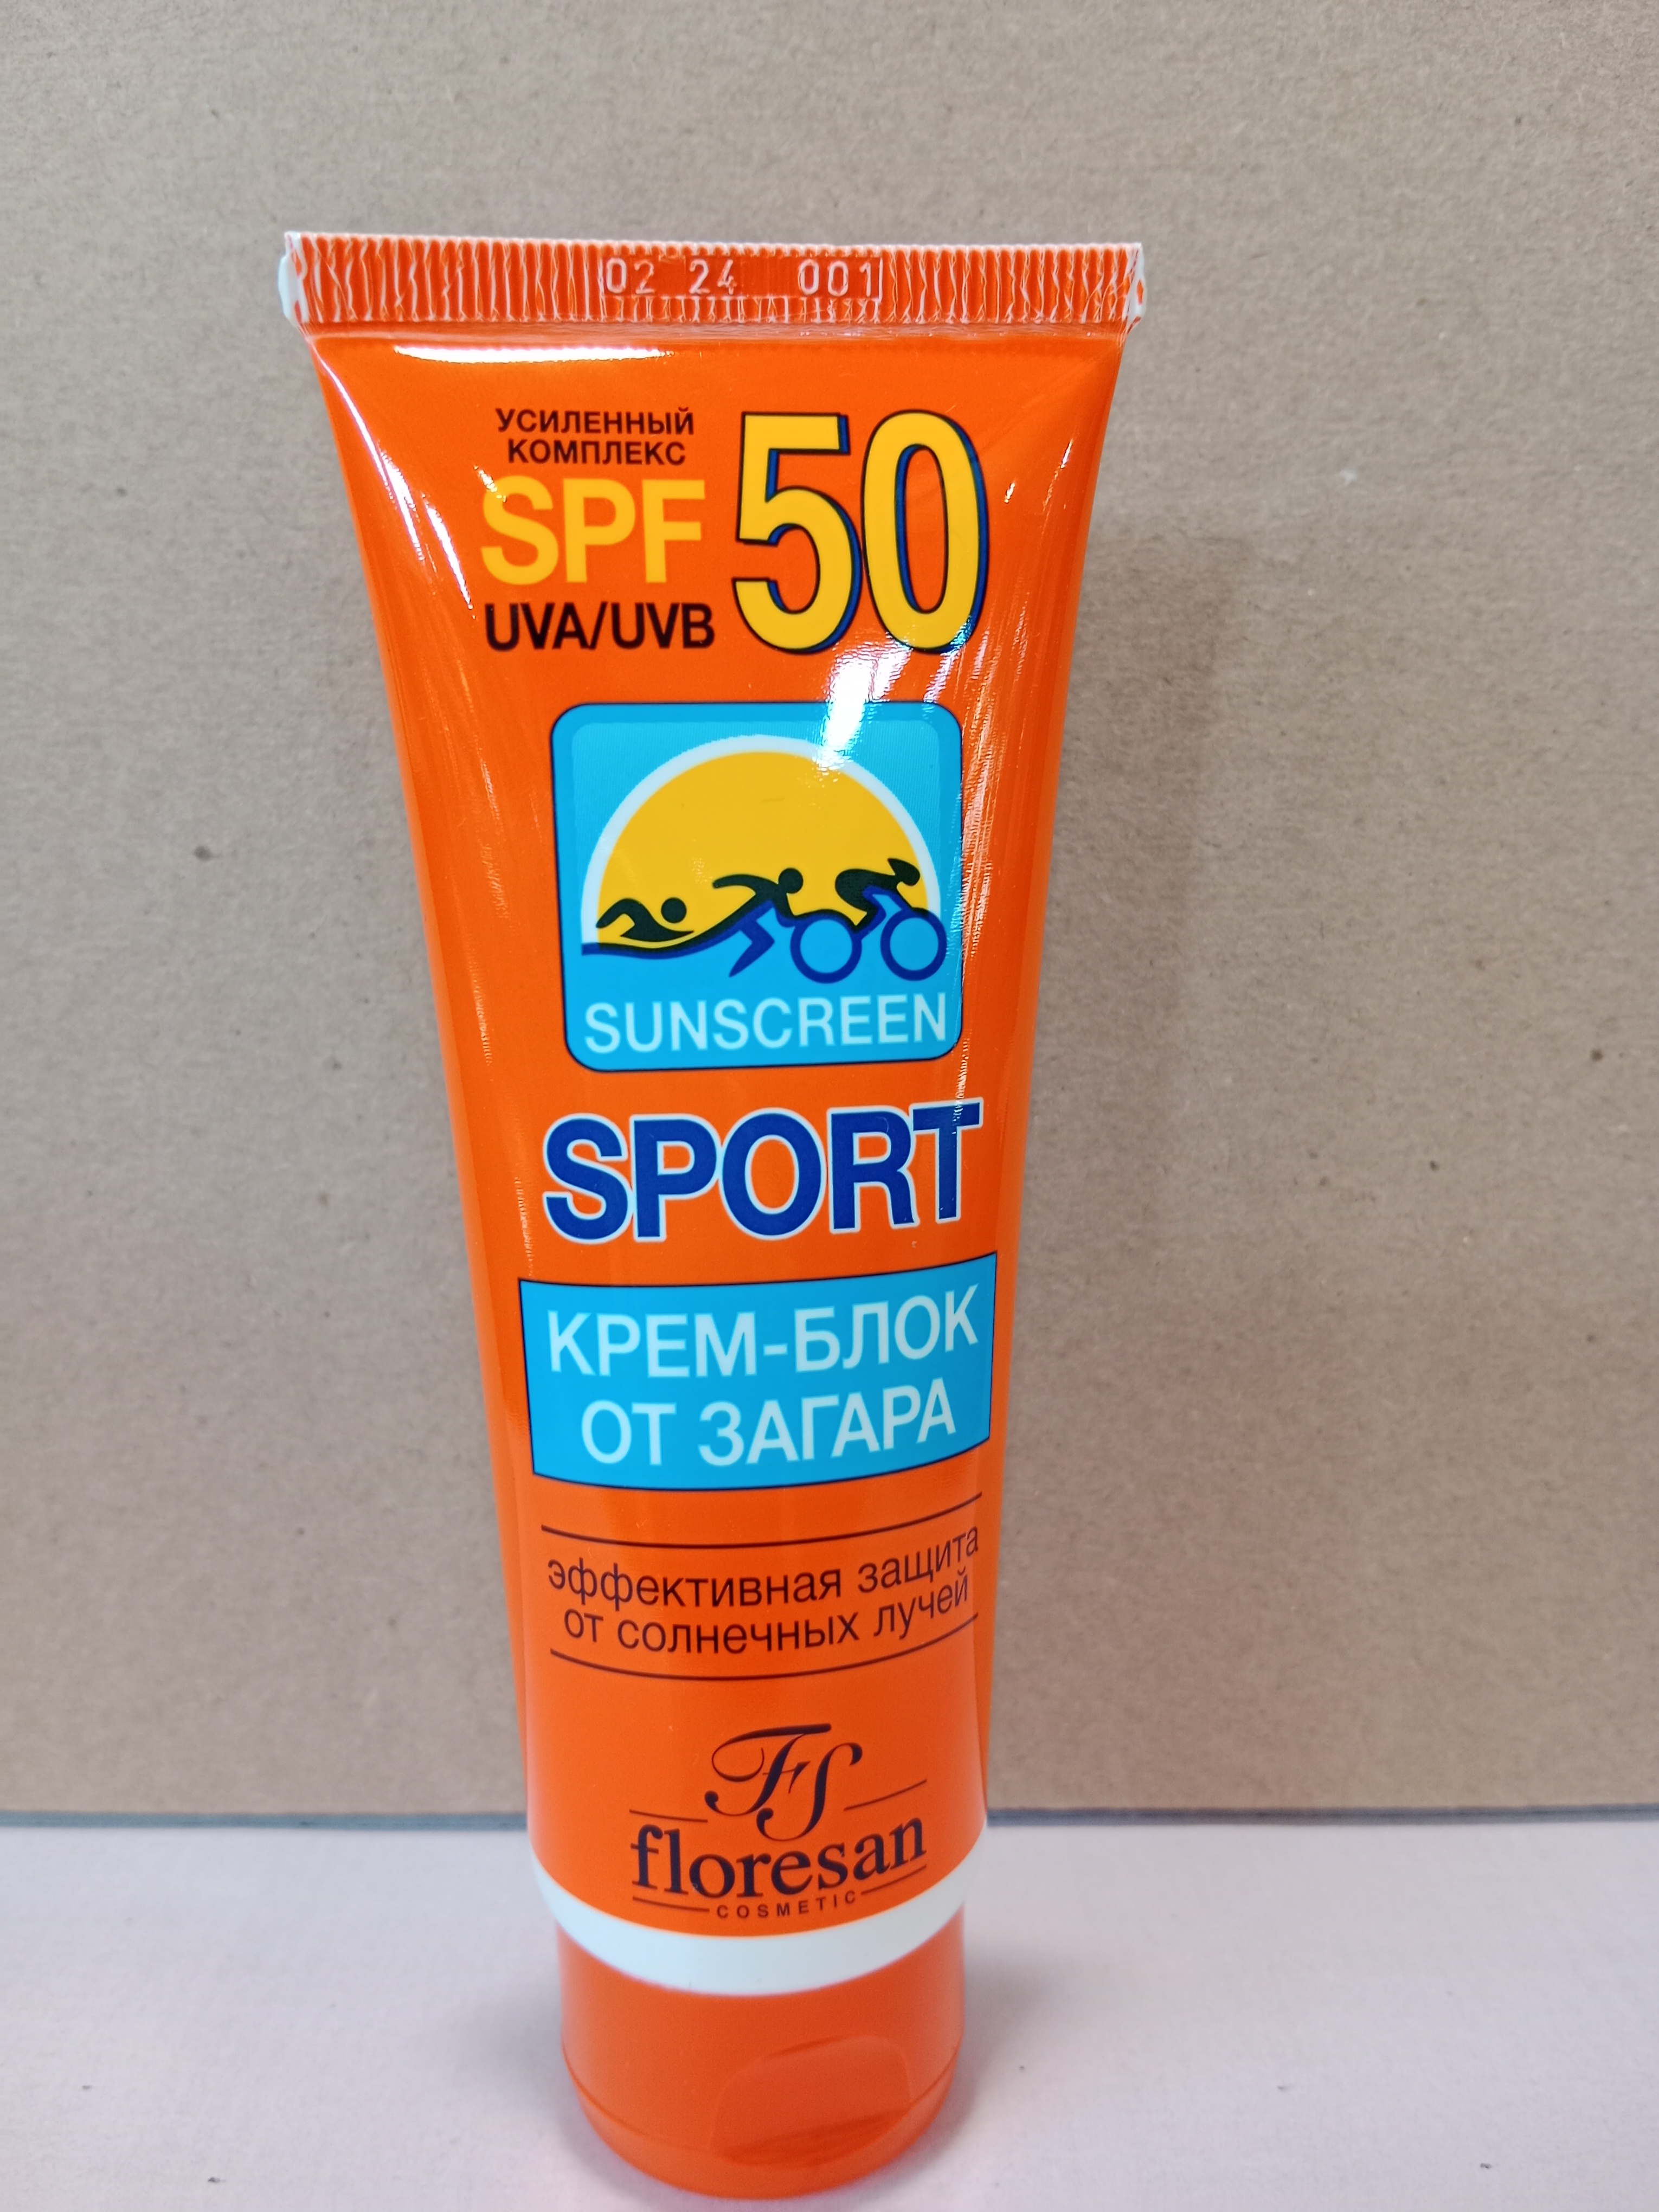 02 24 001
УСИЛЕННЫЙ
КОМПЛЕКС
SPF 50
UVA/UVB
SUNSCREEN
SPORT
КРЕМ-БЛОК
ОТ ЗАГАРА
эффективная защита
от солнечных лучей
FS
floresan
COSMETIC